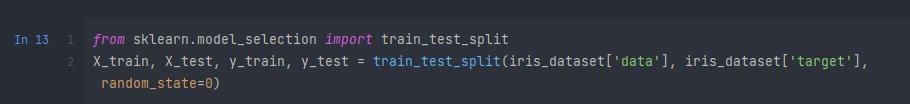 In 13
1 from sklearn.model_selection import train_test_split
2 X_train, X_test, y_train, y_test = train_test_split(iris_dataset['data'], iris_dataset['target'],
random_state=0)